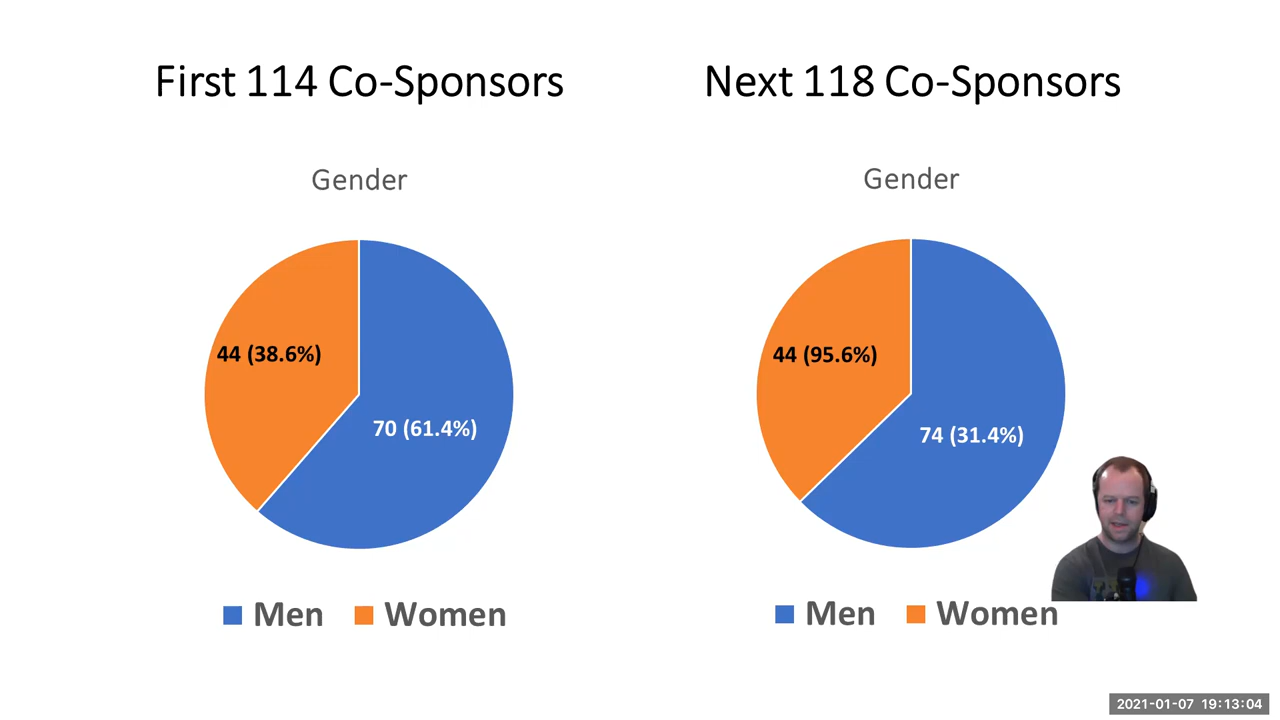 First 114 Co-Sponsors
Gender
44 (38.6%)
70 (61.4%)
Men Women
Next 118 Co-Sponsors
Gender
44 (95.6%)
74 (31.4%)
Men Women
2021-01-07 19:13:04